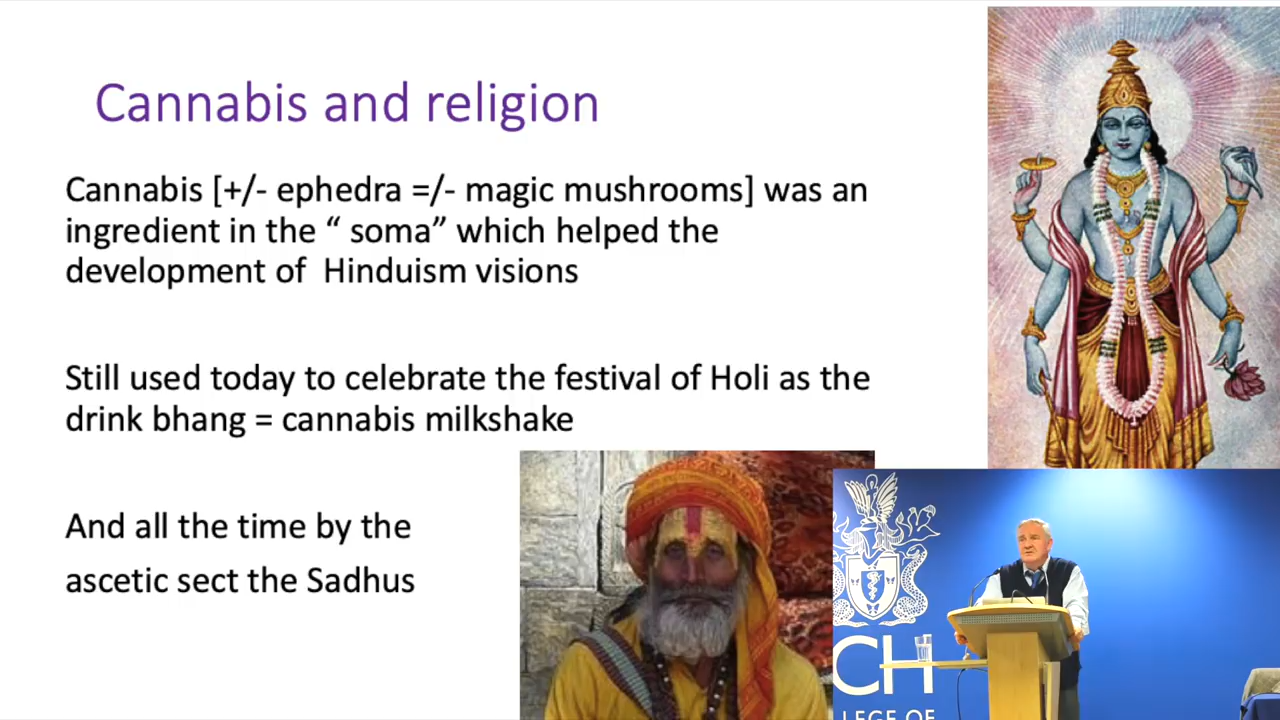 Cannabis and religion
Cannabis [+/- ephedra =/- magic mushrooms] was an
ingredient in the “ soma” which helped the
development of  Hinduism visions
Still used today to celebrate the festival of Holi as the
drink bhang = cannabis milkshake
And all the time by the
ascetic sect the Sadhus
CH
LEGE OF